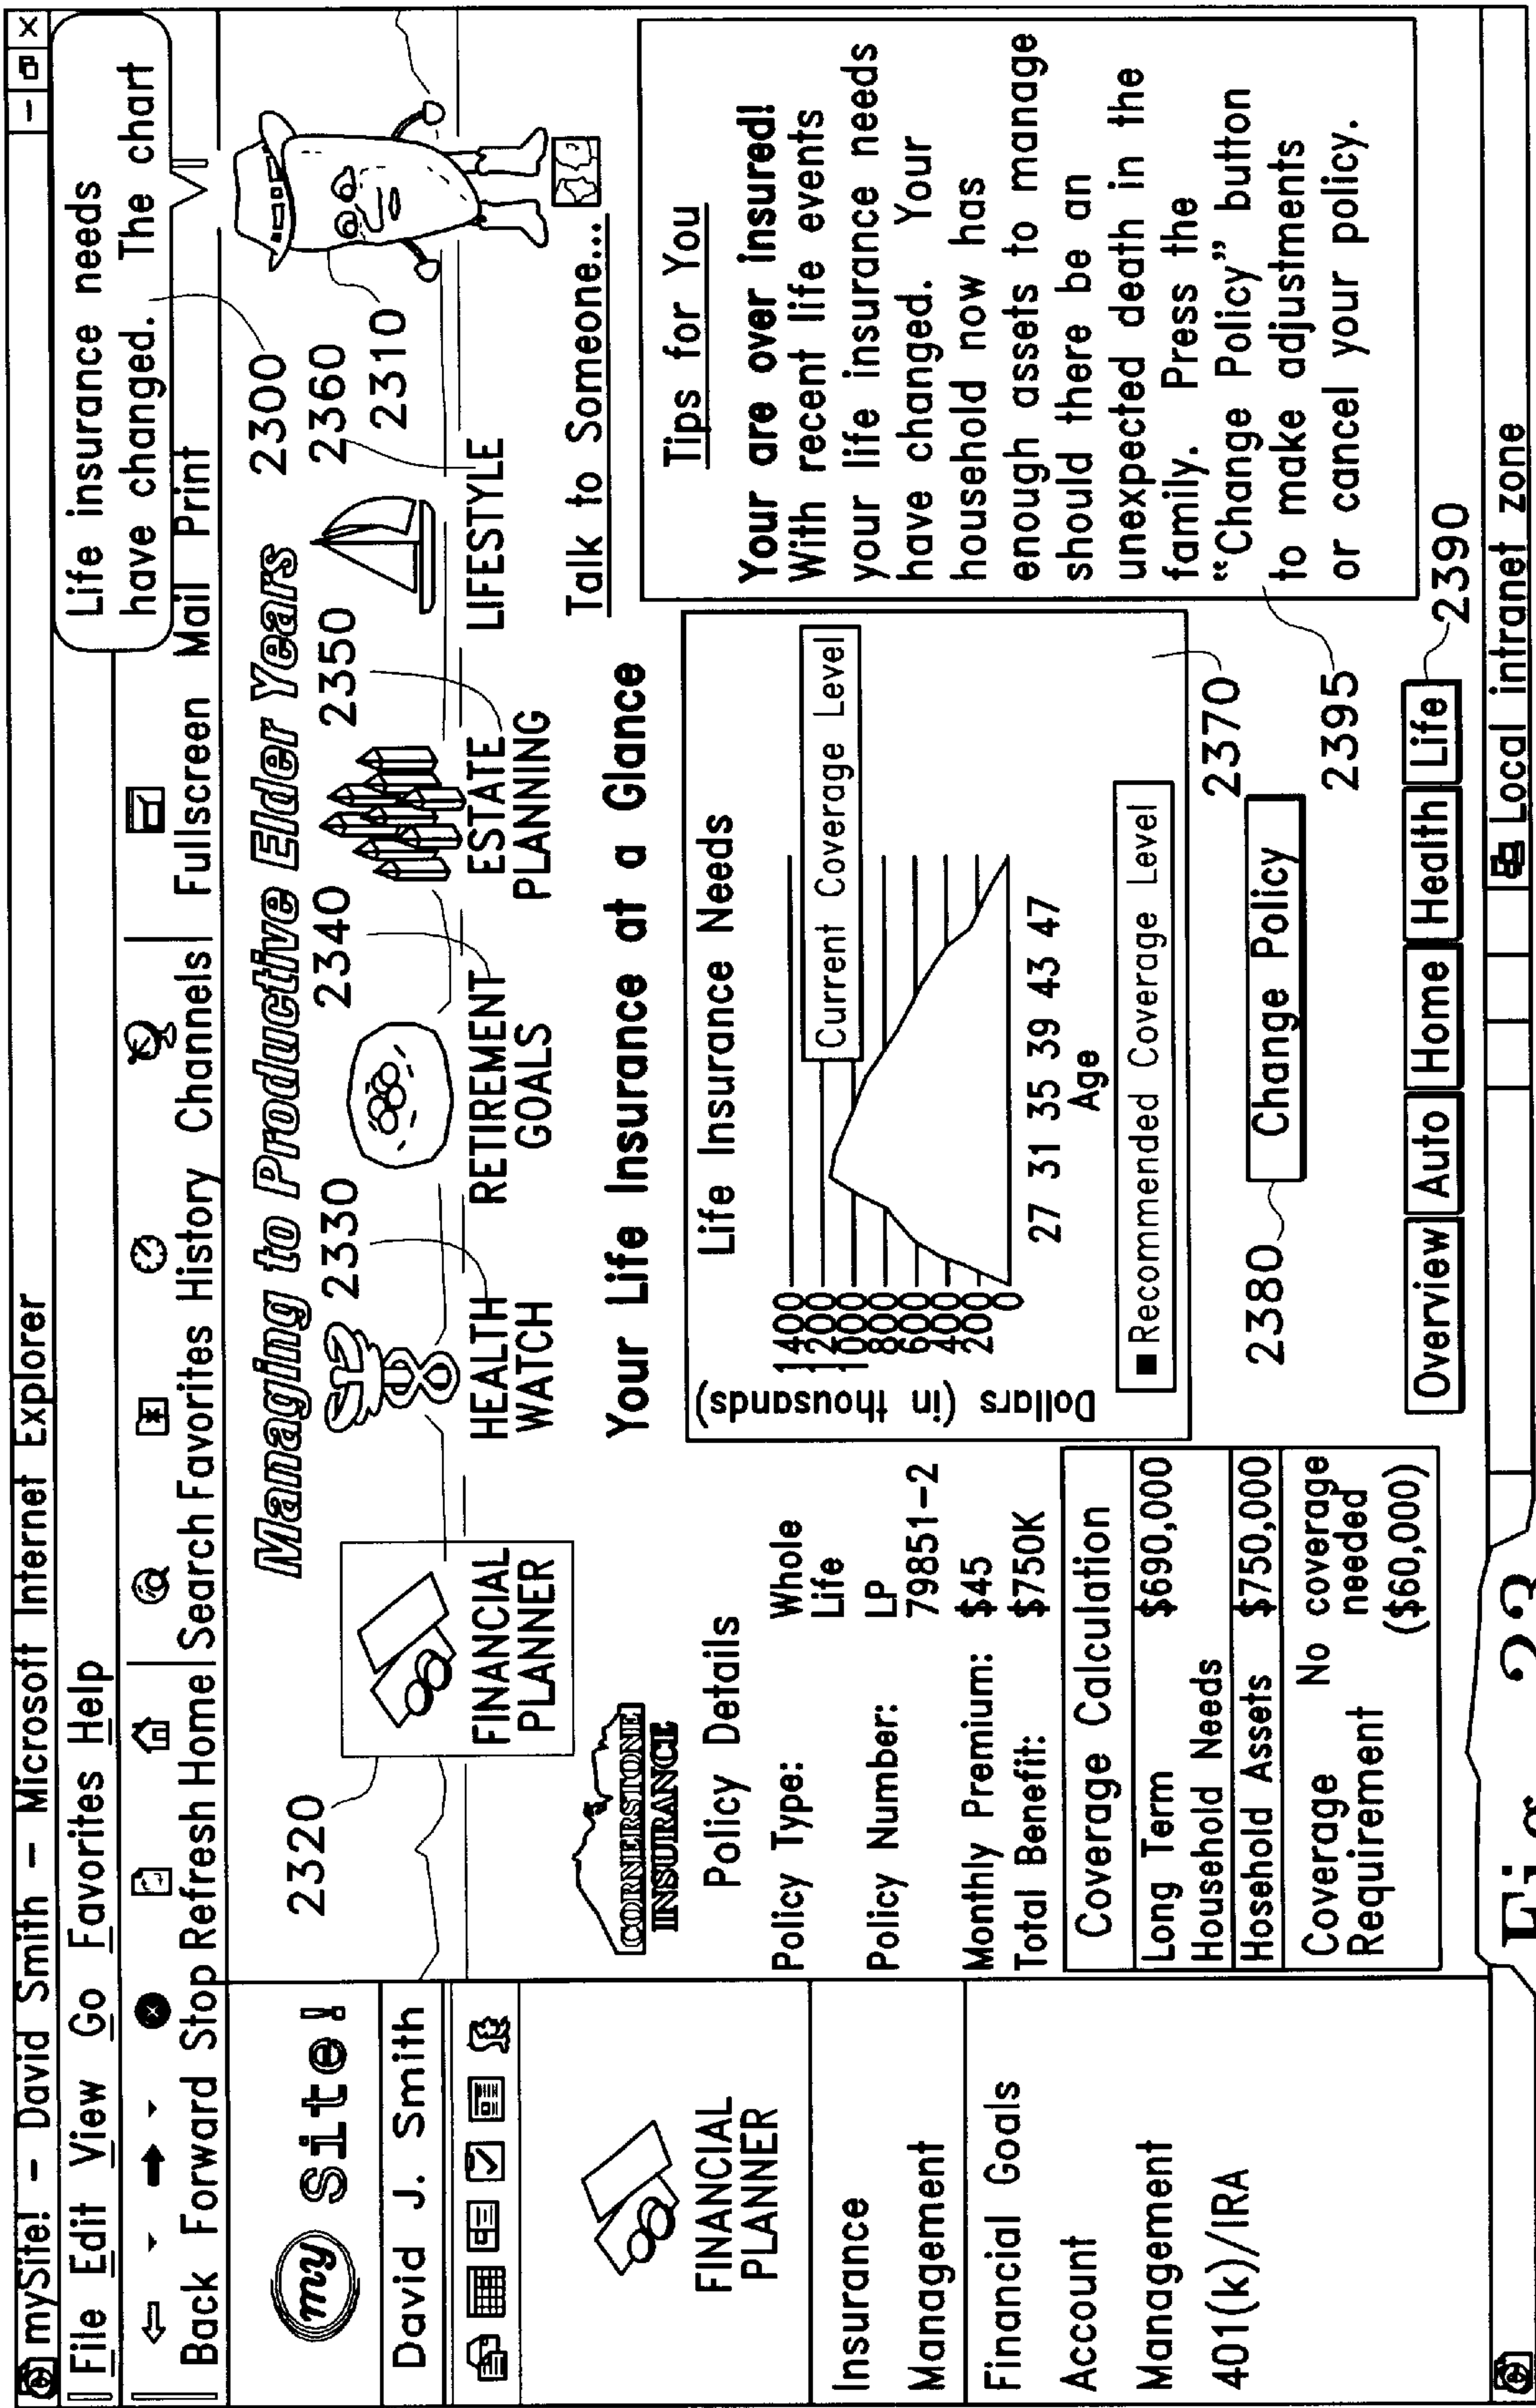 mySite! – David Smith – Microsoft Internet Explorer
File Edit View Go Favorites Help
Life insurance needs
have changed. The chart
Back Forward Stop Refresh Home Search Favorites History Channels Fullscreen Mail Print
my Site!
David J. Smith
FINANCIAL
PLANNER
Insurance
Management
Financial Goals
Account
Management
401(k)/IRA
Managing to Productive Elder Years
2300
2310
2320
2330
2340
2350
2360
FINANCIAL
PLANNER
HEALTH
WATCH
RETIREMENT
GOALS
ESTATE
PLANNING
LIFESTYLE
Talk to Someone...
CORNERSTONE
INSURANCE
Your Life Insurance at a Glance
Policy Details
Policy Type: Whole
Life
Policy Number: LP
79851–2
Monthly Premium: $45
Total Benefit: $750K
Coverage Calculation
Long Term $690,000
Household Needs
Hosehold Assets $750,000
Coverage No coverage
Requirement needed
($60,000)
Life Insurance Needs
Dollars (in thousands)
1400
1200
1000
800
600
400
200
0
Current Coverage Level
27 31 35 39 43 47
Age
Recommended Coverage Level
2370
2380
Change Policy
2395
Overview Auto Home Health Life
2390
Tips for You
Your are over insured!
With recent life events
your life insurance needs
have changed. Your
household now has
enough assets to manage
should there be an
unexpected death in the
family. Press the
“Change Policy” button
to make adjustments
or cancel your policy.
Local intranet zone